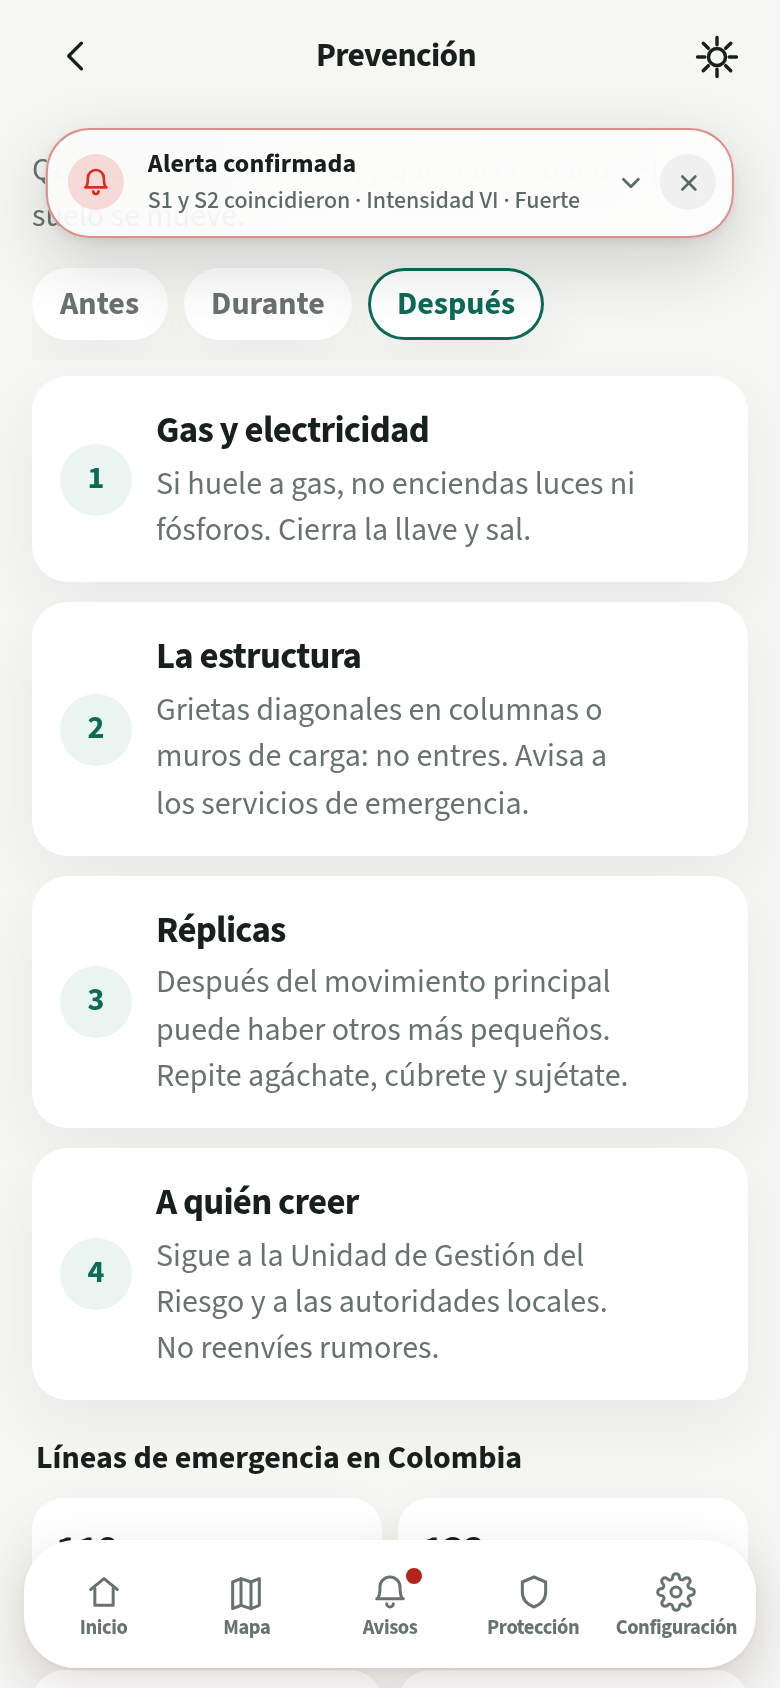 Prevención
Alerta confirmada
S1 y S2 coincidieron · Intensidad VI · Fuerte
suelo se mueve.
Antes
Durante
Después
1
Gas y electricidad
Si huele a gas, no enciendas luces ni
fósforos. Cierra la llave y sal.
2
La estructura
Grietas diagonales en columnas o
muros de carga: no entres. Avisa a
los servicios de emergencia.
3
Réplicas
Después del movimiento principal
puede haber otros más pequeños.
Repite agáchate, cúbrete y sujétate.
4
A quién creer
Sigue a la Unidad de Gestión del
Riesgo y a las autoridades locales.
No reenvíes rumores.
Líneas de emergencia en Colombia
Inicio
Mapa
Avisos
Protección
Configuración